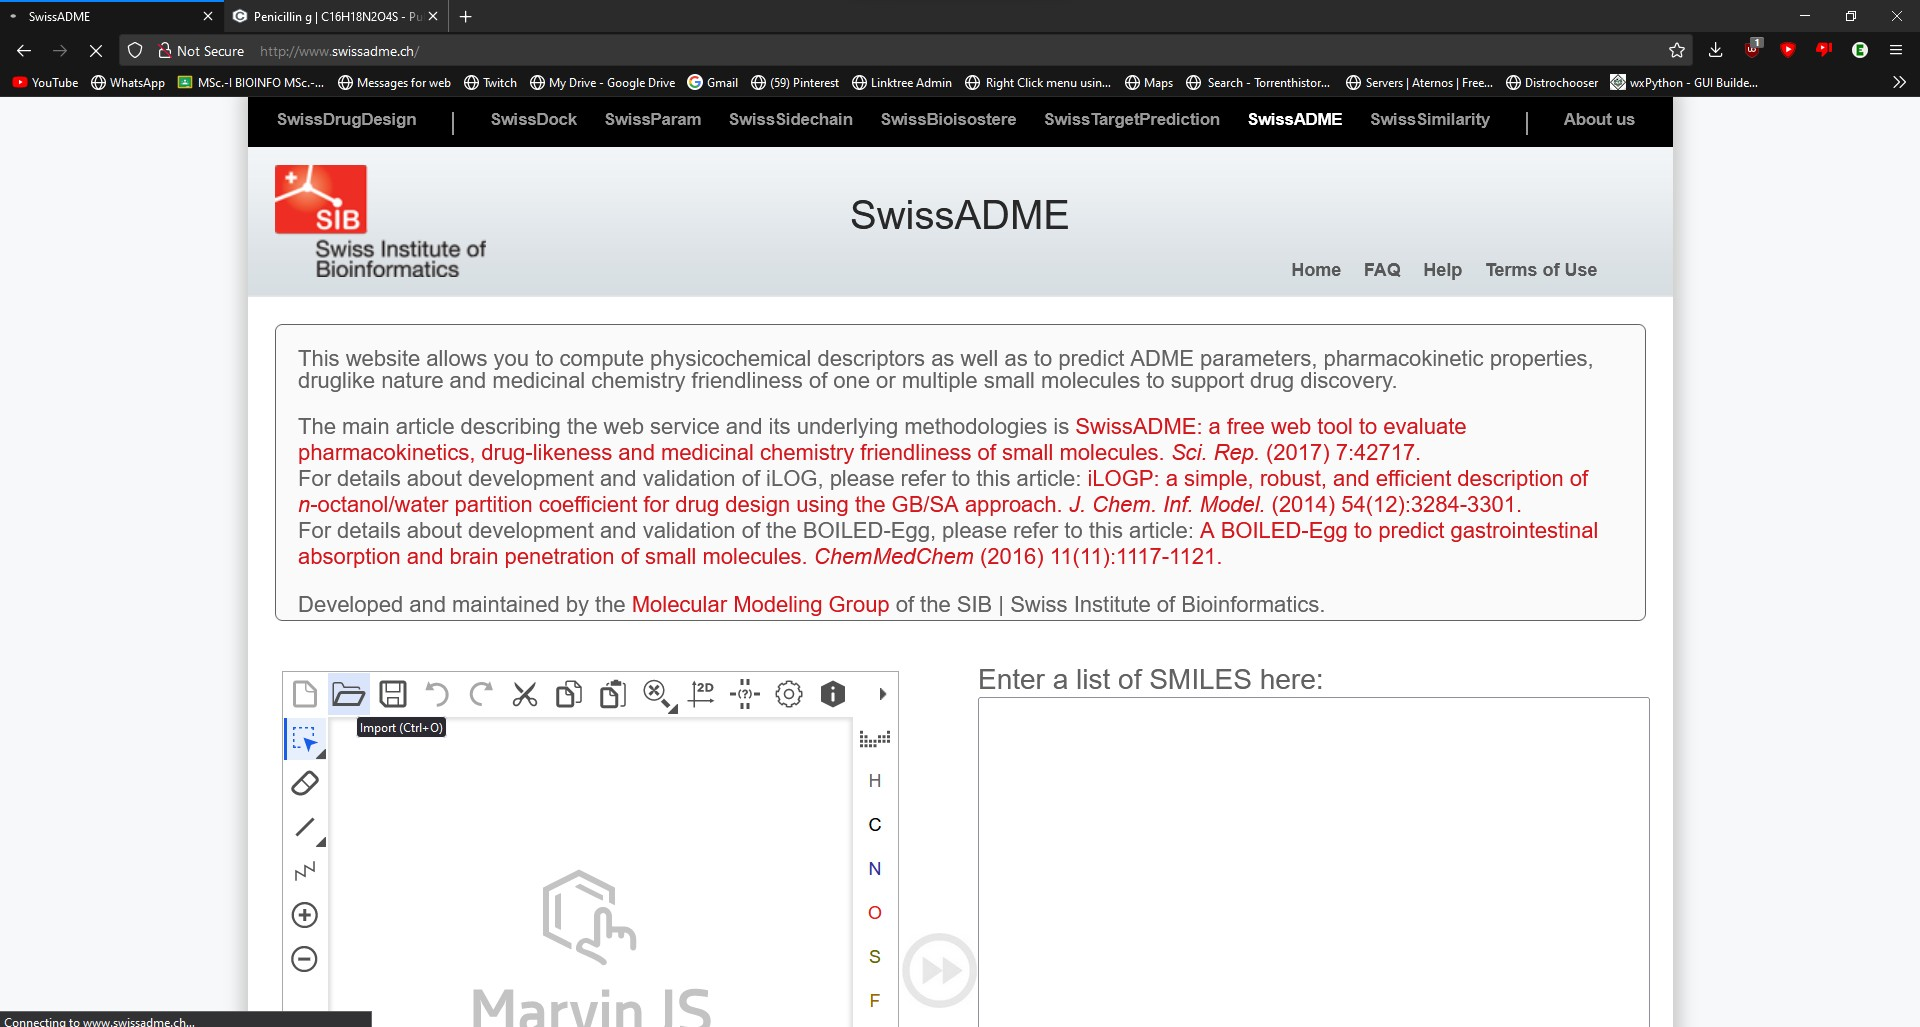 SwissADME
Penicillin g | C16H18N2O4S - Pu
Not Secure http://www.swissadme.ch/
1
YouTube WhatsApp MSc.-I BIOINFO MSc.-... Messages for web Twitch My Drive - Google Drive Gmail (59) Pinterest Linktree Admin Right Click menu usin... Maps Search - Torrenthistor... Servers | Aternos | Free... Distrochooser wxPython - GUI Builde...
SwissDrugDesign | SwissDock SwissParam SwissSidechain SwissBioisostere SwissTargetPrediction SwissADME SwissSimilarity | About us
SIB
Swiss Institute of
Bioinformatics
SwissADME
Home FAQ Help Terms of Use
This website allows you to compute physicochemical descriptors as well as to predict ADME parameters, pharmacokinetic properties,
druglike nature and medicinal chemistry friendliness of one or multiple small molecules to support drug discovery.
The main article describing the web service and its underlying methodologies is SwissADME: a free web tool to evaluate
pharmacokinetics, drug-likeness and medicinal chemistry friendliness of small molecules. Sci. Rep. (2017) 7:42717.
For details about development and validation of iLOG, please refer to this article: iLOGP: a simple, robust, and efficient description of
n-octanol/water partition coefficient for drug design using the GB/SA approach. J. Chem. Inf. Model. (2014) 54(12):3284-3301.
For details about development and validation of the BOILED-Egg, please refer to this article: A BOILED-Egg to predict gastrointestinal
absorption and brain penetration of small molecules. ChemMedChem (2016) 11(11):1117-1121.
Developed and maintained by the Molecular Modeling Group of the SIB | Swiss Institute of Bioinformatics.
2D
(?)
Import (Ctrl+O)
H
C
N
O
S
F
Marvin JS
Enter a list of SMILES here:
Connecting to www.swissadme.ch...